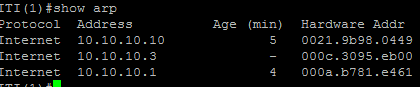 ITI(1)#show arp
Protocol  Address          Age (min)  Hardware Addr
Internet  10.10.10.10             5   0021.9b98.0449
Internet  10.10.10.3              -   000c.3095.eb00
Internet  10.10.10.1              4   000a.b781.e461
ITI(1)#